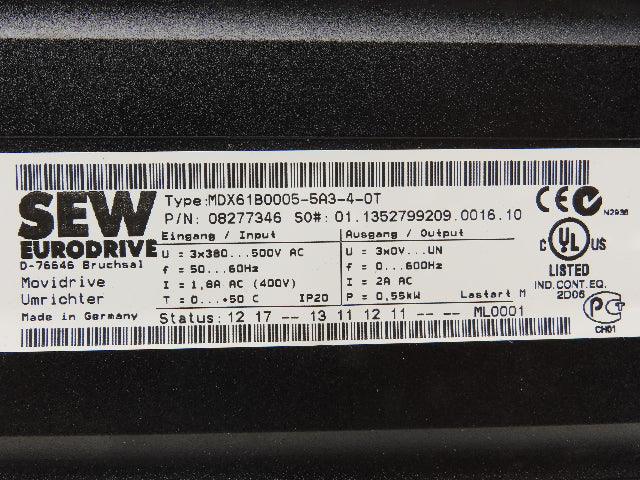 SEW
EURODRIVE
D-76646 Bruchsal
Movidrive
Umrichter
Made in Germany
Type:MDX61B0005-5A3-4-0T
P/N: 08277346 SO#: 01.1352799209.0016.10
Eingang / Input
U = 3x380...500V AC
f = 50...60Hz
I = 1,8A AC (400V)
T = 0...+50 C IP20
Ausgang / Output
U = 3x0V...UN
f = 0...600Hz
I = 2A AC
P = 0,55kW Lastart M
Status: 12 17 -- 13 11 12 11 -- -- ML0001
CE
N2936
C UL US
LISTED
IND.CONT.EQ.
2D06
CH01